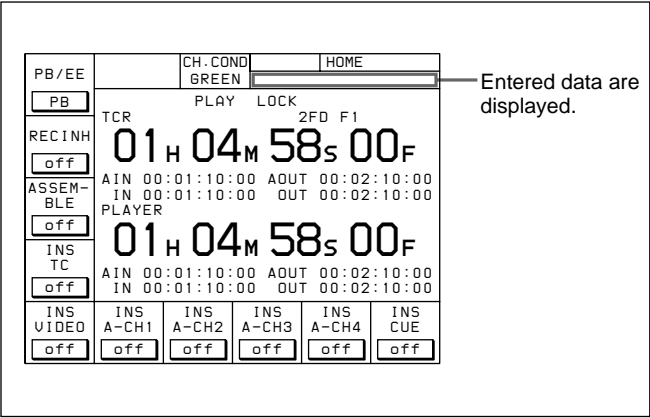 PB/EE
PB
CH.COND HOME
GREEN
Entered data are
displayed.
PLAY LOCK
TCR 2FD F1
RECINH
off
01H 04M 58S 00F
AIN 00:01:10:00 AOUT 00:02:10:00
IN 00:01:10:00 OUT 00:02:10:00
ASSEM-
BLE
off
PLAYER
01H 04M 58S 00F
INS
TC
off
AIN 00:01:10:00 AOUT 00:02:10:00
IN 00:01:10:00 OUT 00:02:10:00
INS INS INS INS INS INS
VIDEO A-CH1 A-CH2 A-CH3 A-CH4 CUE
off off off off off off